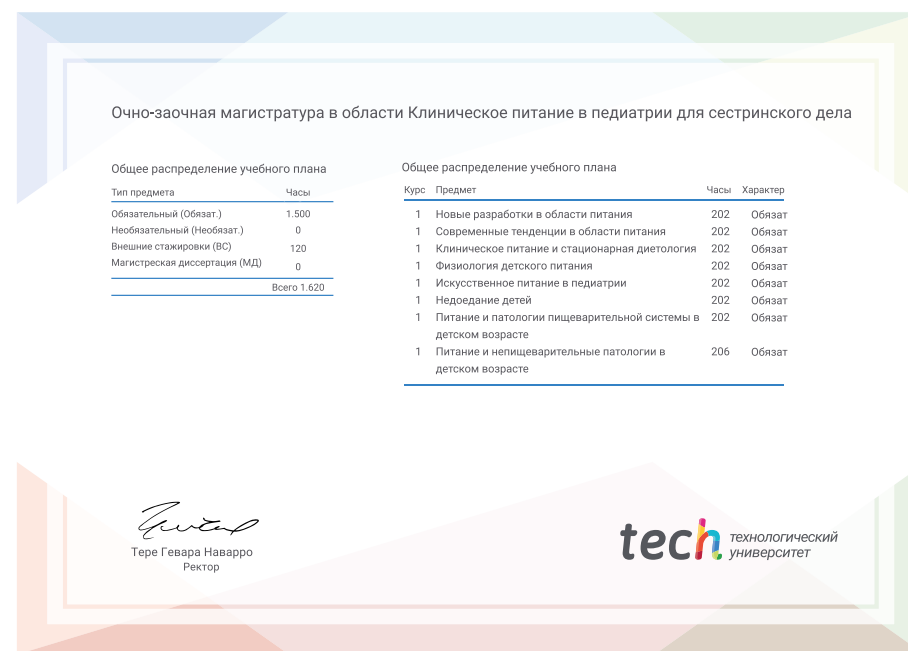 Очно-заочная магистратура в области Клиническое питание в педиатрии для сестринского дела
Общее распределение учебного плана
Тип предмета Часы
Обязательный (Обязат.) 1.500
Необязательный (Необязат.) 0
Внешние стажировки (ВС) 120
Магистреская диссертация (МД) 0
Всего 1.620
Общее распределение учебного плана
Курс Предмет Часы Характер
1 Новые разработки в области питания 202 Обязат
1 Современные тенденции в области питания 202 Обязат
1 Клиническое питание и стационарная диетология 202 Обязат
1 Физиология детского питания 202 Обязат
1 Искусственное питание в педиатрии 202 Обязат
1 Недоедание детей 202 Обязат
1 Питание и патологии пищеварительной системы в 202 Обязат
детском возрасте
1 Питание и непищеварительные патологии в 206 Обязат
детском возрасте
Тере Гевара Наварро
Ректор
tech технологический
университет